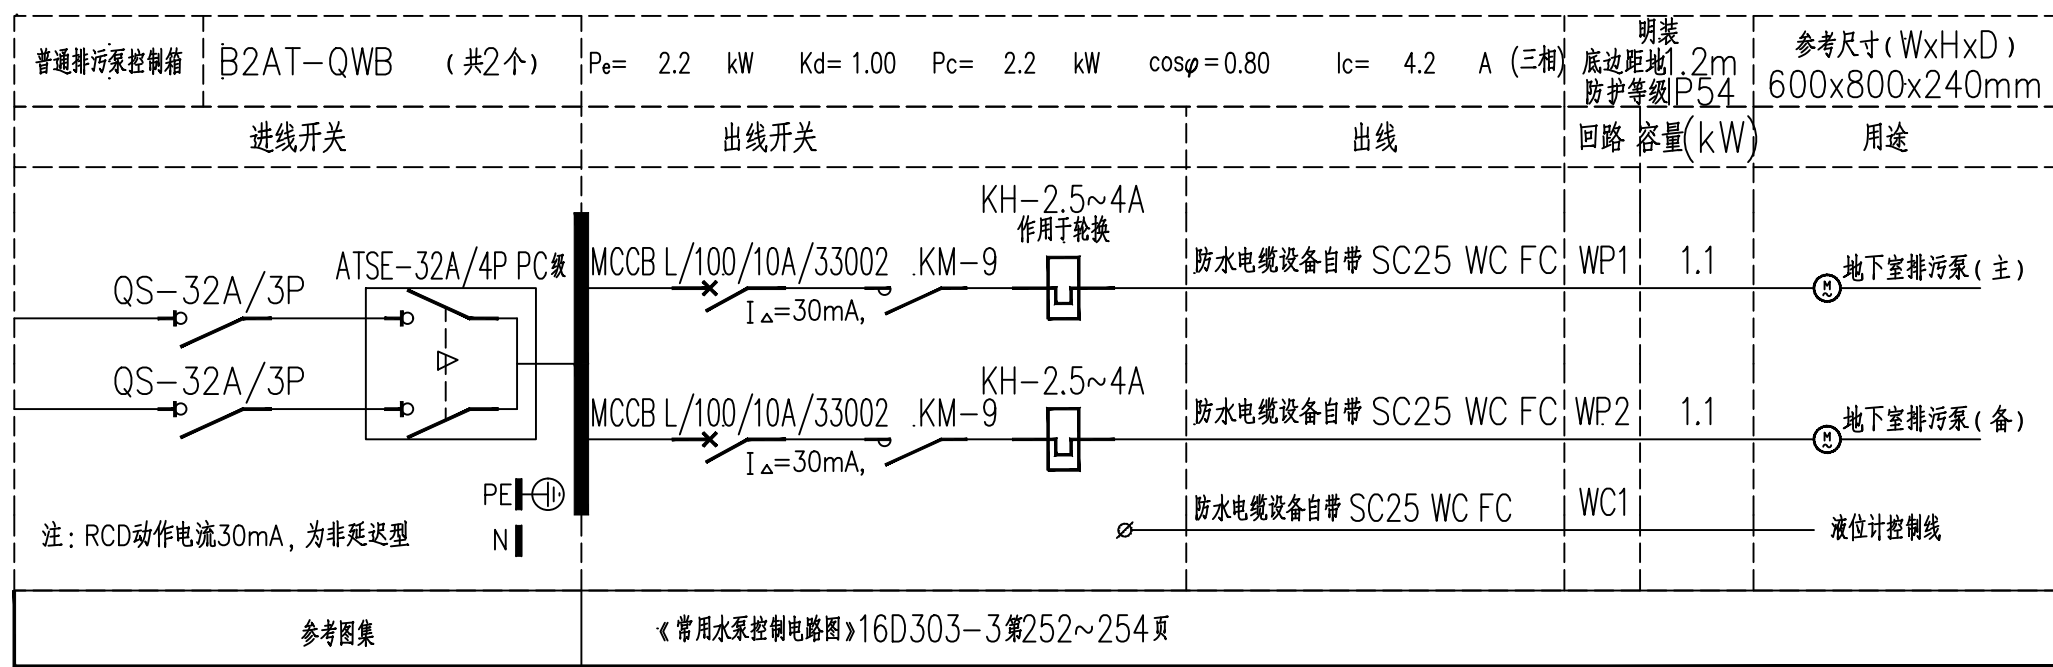 普通排污泵控制箱 B2AT-QWB (共2个) Pe= 2.2 kW Kd= 1.00 Pc= 2.2 kW cosφ=0.80 Ic= 4.2 A (三相)
明装
底边距地1.2m
防护等级IP54
参考尺寸(WxHxD)
600x800x240mm
进线开关 出线开关 出线 回路 容量(kW) 用途
KH-2.5~4A
作用于轮换
QS-32A/3P
ATSE-32A/4P PC级
MCCB L/100/10A/33002 KM-9
I△=30mA,
防水电缆设备自带 SC25 WC FC WP1 1.1 地下室排污泵(主)
M
~
QS-32A/3P
KH-2.5~4A
MCCB L/100/10A/33002 KM-9
I△=30mA,
防水电缆设备自带 SC25 WC FC WP2 1.1 地下室排污泵(备)
M
~
PE
防水电缆设备自带 SC25 WC FC WC1 液位计控制线
注: RCD动作电流30mA, 为非延迟型
N
参考图集 《常用水泵控制电路图》16D303-3第252~254页